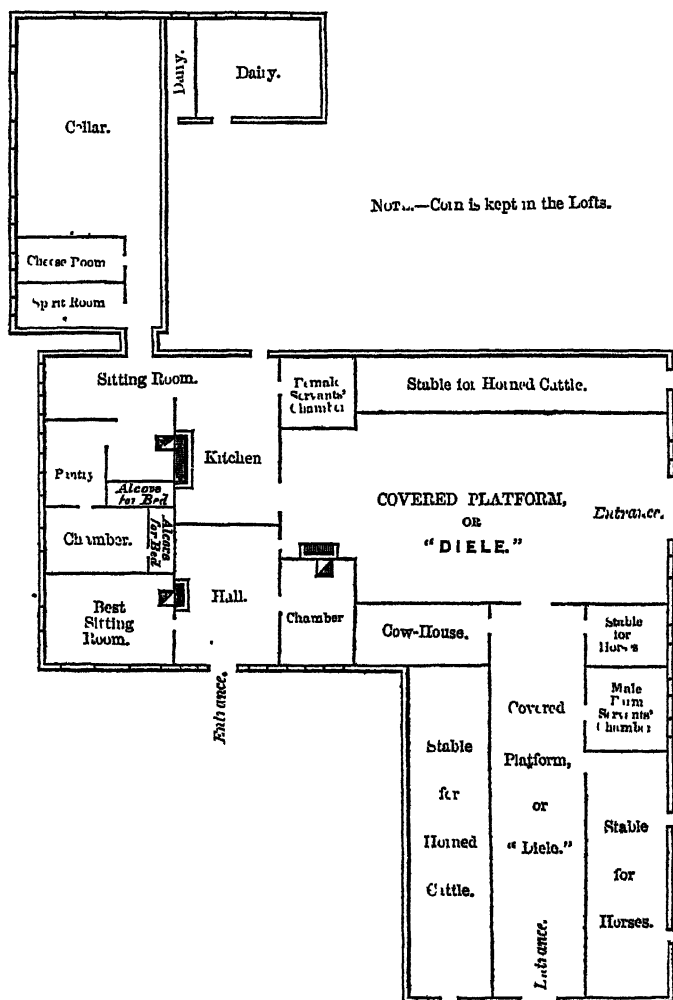 Dairy.
Dairy.
Cellar.
NOTE.—Corn is kept in the Lofts.
Cheese Room
Spirit Room
Sitting Room.
Female
Servants'
Chamber
Stable for Horned Cattle.
Pantry
Kitchen
Alcove
for Bed
COVERED PLATFORM,
OR
"DIELE."
Entrance.
Chamber.
Alcove
for Bed
Best
Sitting
Room.
Hall.
Chamber
Cow-House.
Stable
for
Horses
Entrance.
Male
Farm
Servants'
Chamber
Stable
for
Horned
Cattle.
Covered
Platform,
or
"Diele."
Entrance.
Stable
for
Horses.